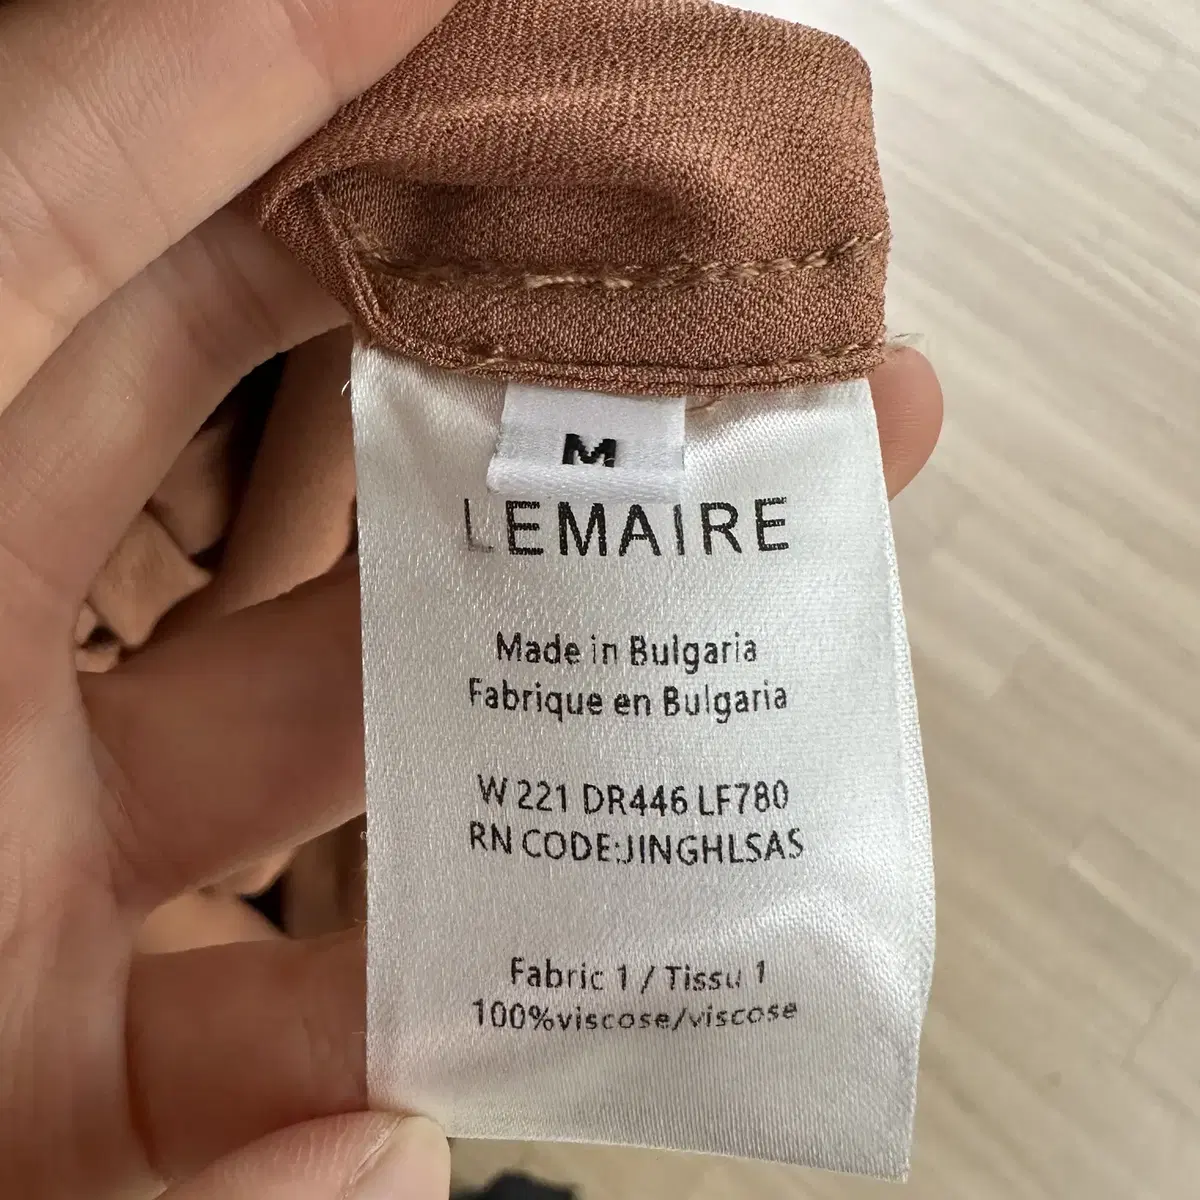 M
LEMAIRE
Made in Bulgaria
Fabrique en Bulgaria
W 221 DR446 LF780
RN CODE:JINGHLSAS
Fabric 1 / Tissu 1
100%viscose/viscose